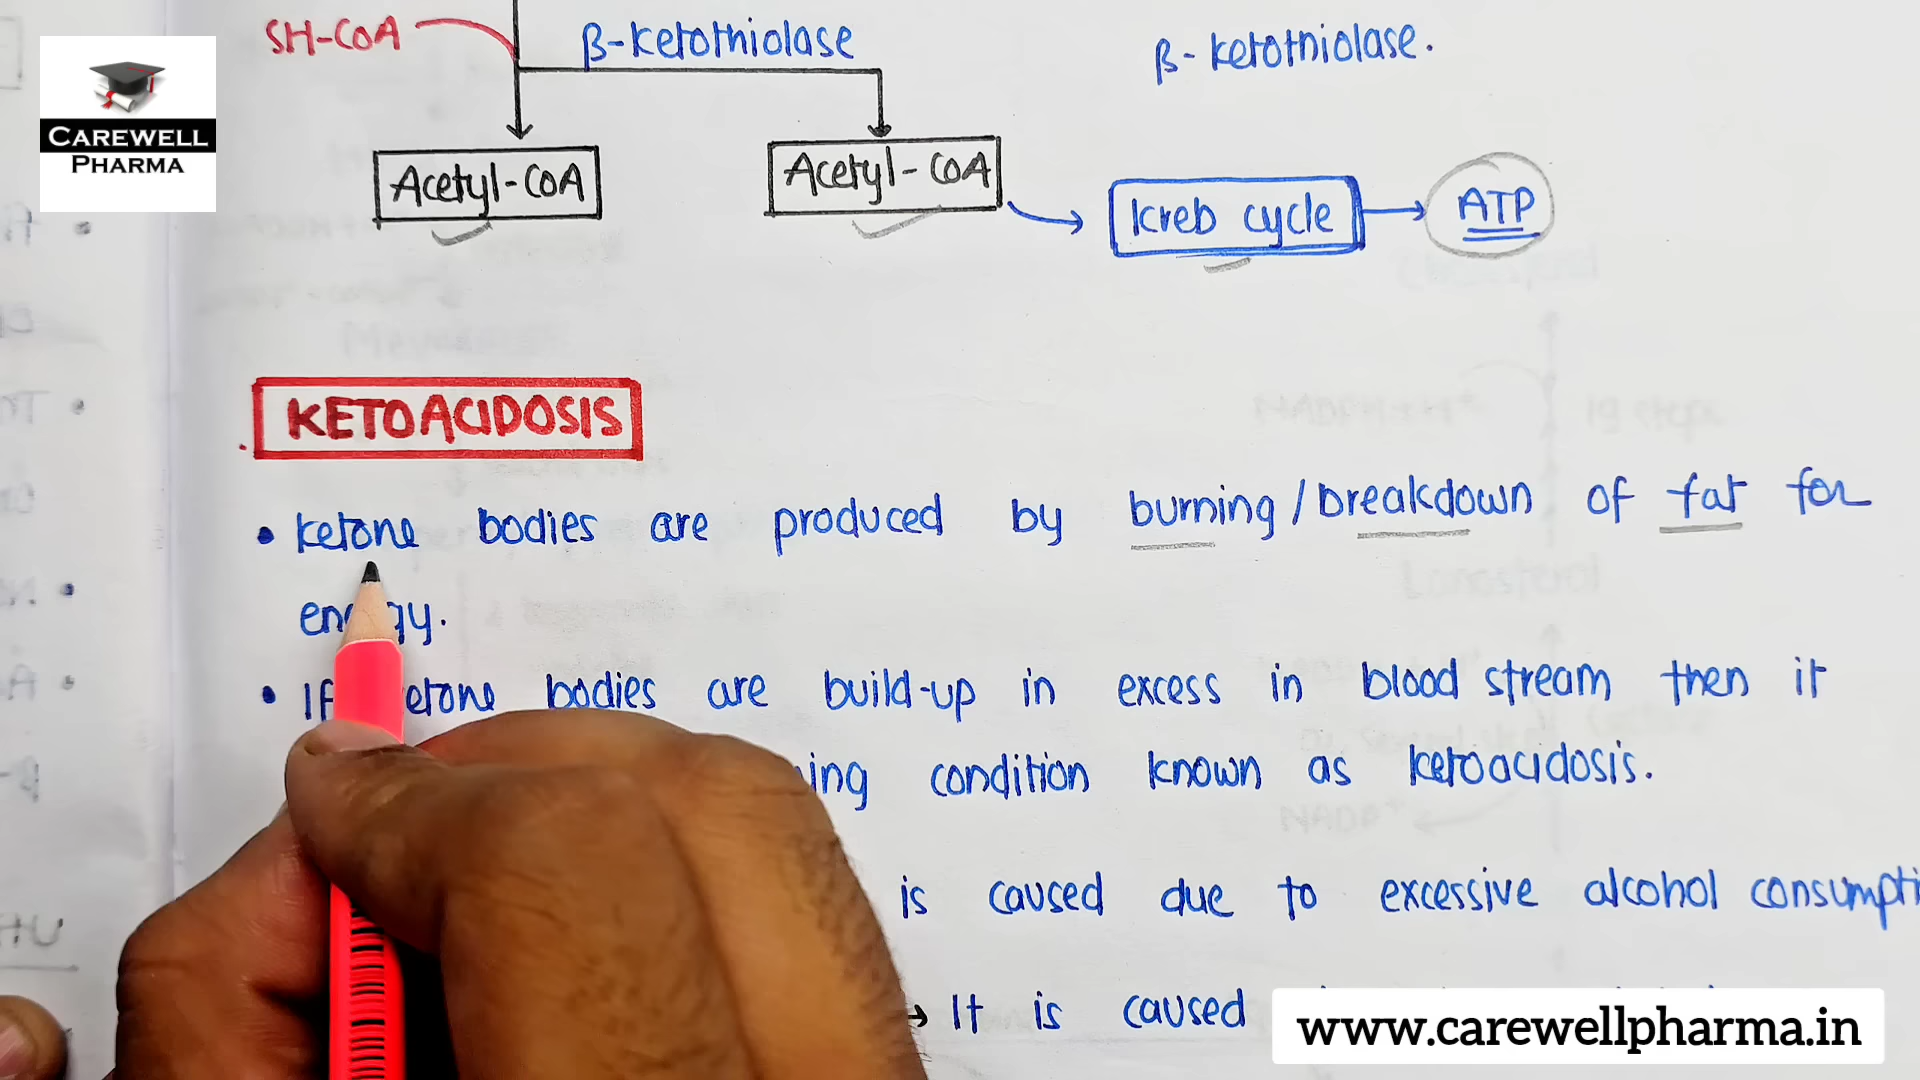 SH-CoA
β-ketothiolase
β-ketothiolase.
CAREWELL
PHARMA
Acetyl-CoA
Acetyl-CoA
Kreb cycle
ATP
KETOACIDOSIS
• ketone bodies are produced by burning/breakdown of fat for
energy.
• If ketone bodies are build-up in excess in blood stream then it
condition known as ketoacidosis.
is caused due to excessive alcohol
→ It is caused
www.carewellpharma.in